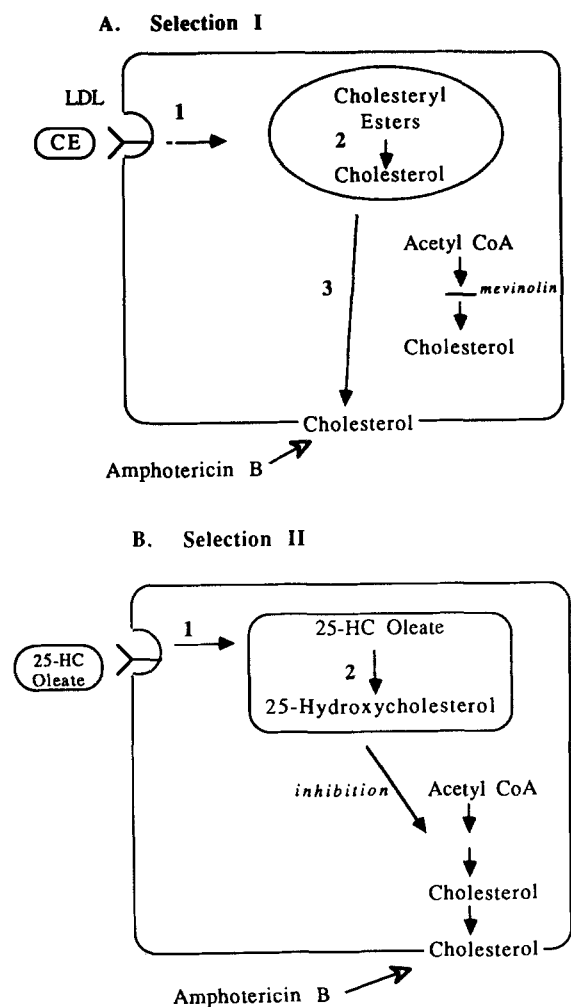 A. Selection I
LDL
1
CE
Cholesteryl
Esters
2
Cholesterol
Acetyl CoA
3
mevinolin
Cholesterol
Cholesterol
Amphotericin B
B. Selection II
1
25-HC
Oleate
25-HC Oleate
2
25-Hydroxycholesterol
inhibition
Acetyl CoA
Cholesterol
Cholesterol
Amphotericin B